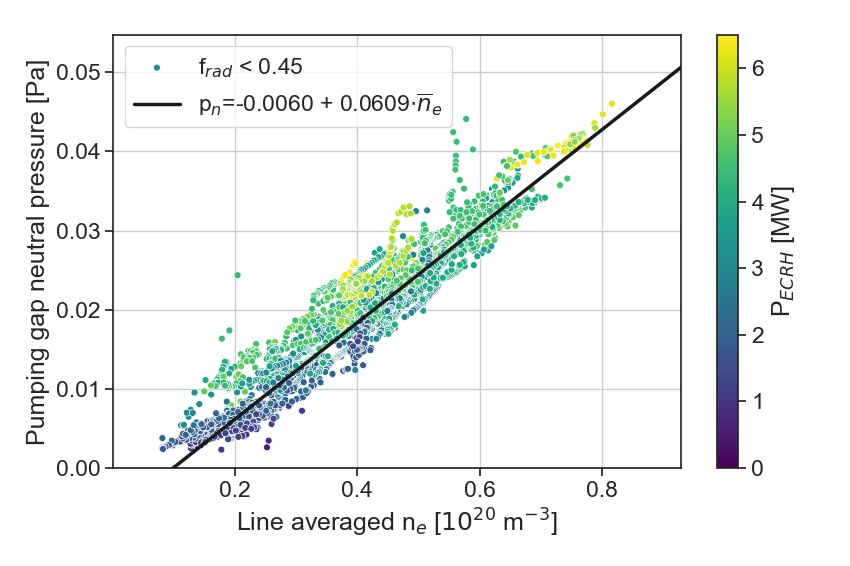 f_rad < 0.45
p_n=-0.0060 + 0.0609·n̅_e
Pumping gap neutral pressure [Pa]
0.05
0.04
0.03
0.02
0.01
0.00
0.2 0.4 0.6 0.8
Line averaged n_e [10^20 m^−3]
6
5
4
3
2
1
0
P_ECRH [MW]